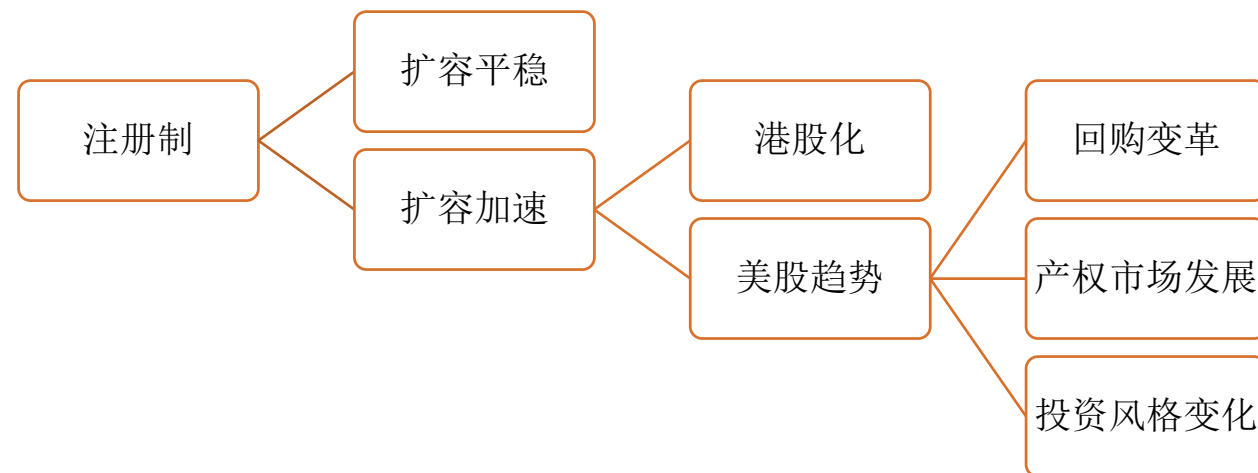 注册制
扩容平稳
扩容加速
港股化
美股趋势
回购变革
产权市场发展
投资风格变化